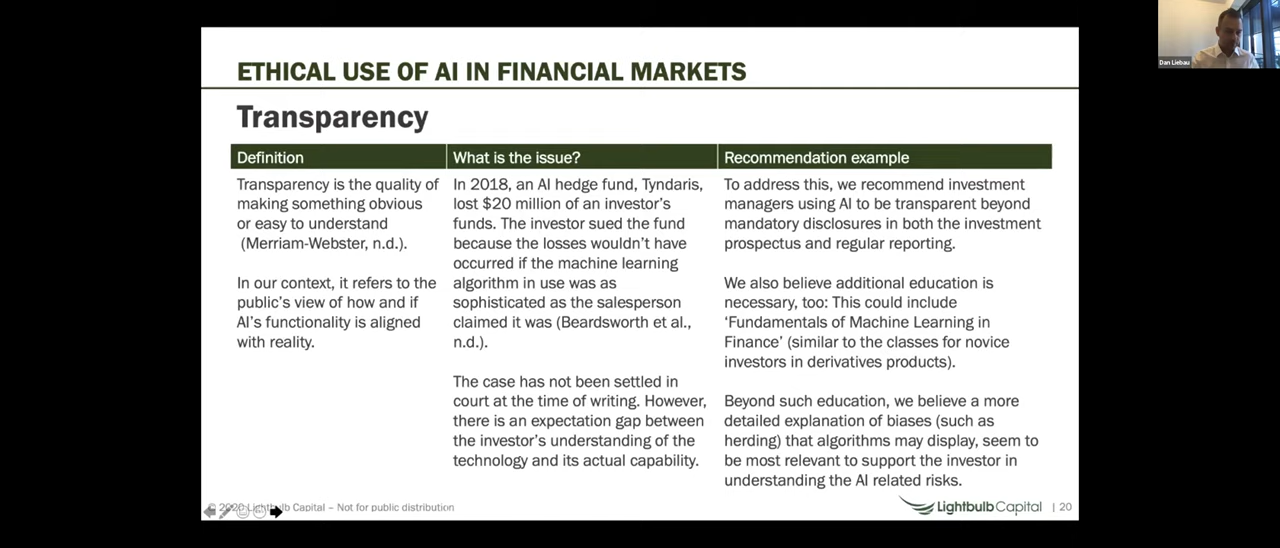 ETHICAL USE OF AI IN FINANCIAL MARKETS
Transparency
Definition
Transparency is the quality of
making something obvious
or easy to understand
(Merriam-Webster, n.d.).
In our context, it refers to the
public's view of how and if
AI's functionality is aligned
with reality.
What is the issue?
In 2018, an AI hedge fund, Tyndaris,
lost $20 million of an investor's
funds. The investor sued the fund
because the losses wouldn't have
occurred if the machine learning
algorithm in use was as
sophisticated as the salesperson
claimed it was (Beardsworth et al.,
n.d.).
The case has not been settled in
court at the time of writing. However,
there is an expectation gap between
the investor's understanding of the
technology and its actual capability.
Recommendation example
To address this, we recommend investment
managers using AI to be transparent beyond
mandatory disclosures in both the investment
prospectus and regular reporting.
We also believe additional education is
necessary, too: This could include
‘Fundamentals of Machine Learning in
Finance’ (similar to the classes for novice
investors in derivatives products).
Beyond such education, we believe a more
detailed explanation of biases (such as
herding) that algorithms may display, seem to
be most relevant to support the investor in
understanding the AI related risks.
© 2020 Lightbulb Capital – Not for public distribution
LightbulbCapital | 20
Dan Liebau